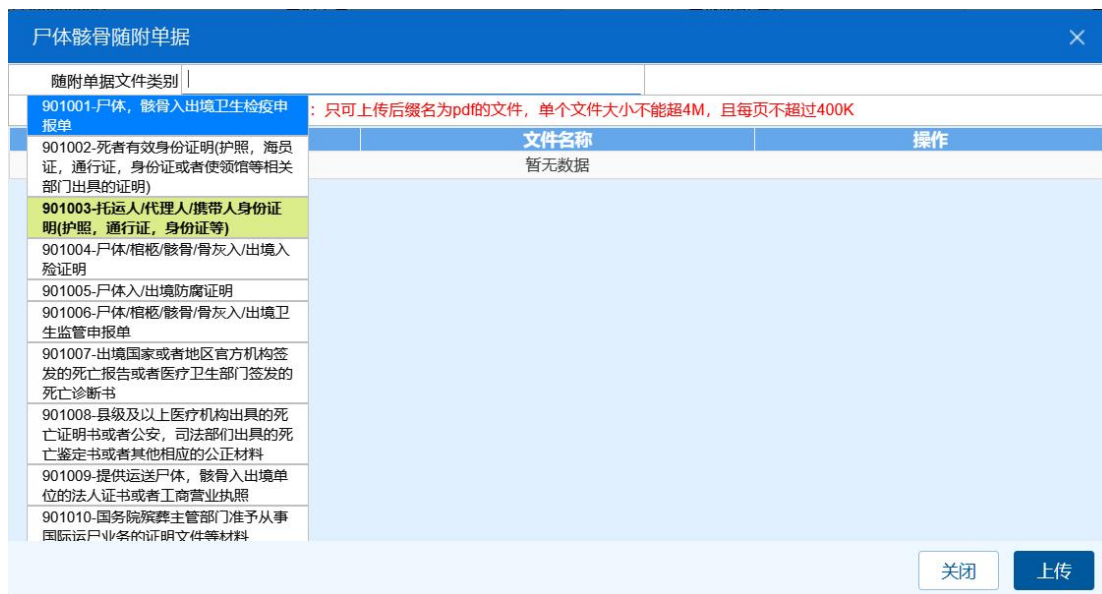 尸体骸骨随附单据
随附单据文件类别
901001-尸体，骸骨入出境卫生检疫申
报单
：只可上传后缀名为pdf的文件，单个文件大小不能超4M，且每页不超过400K
文件名称 操作
暂无数据
901002-死者有效身份证明(护照，海员
证，通行证，身份证或者使领馆等相关
部门出具的证明)
901003-托运人/代理人/携带人身份证
明(护照，通行证，身份证等)
901004-尸体/棺柩/骸骨/骨灰入/出境入
殓证明
901005-尸体入/出境防腐证明
901006-尸体/棺柩/骸骨/骨灰入/出境卫
生监管申报单
901007-出境国家或者地区官方机构签
发的死亡报告或者医疗卫生部门签发的
死亡诊断书
901008-县级及以上医疗机构出具的死
亡证明书或者公安，司法部们出具的死
亡鉴定书或者其他相应的公正材料
901009-提供运送尸体，骸骨入出境单
位的法人证书或者工商营业执照
901010-国务院殡葬主管部门准予从事
国际运尸业务的证明文件等材料
关闭 上传